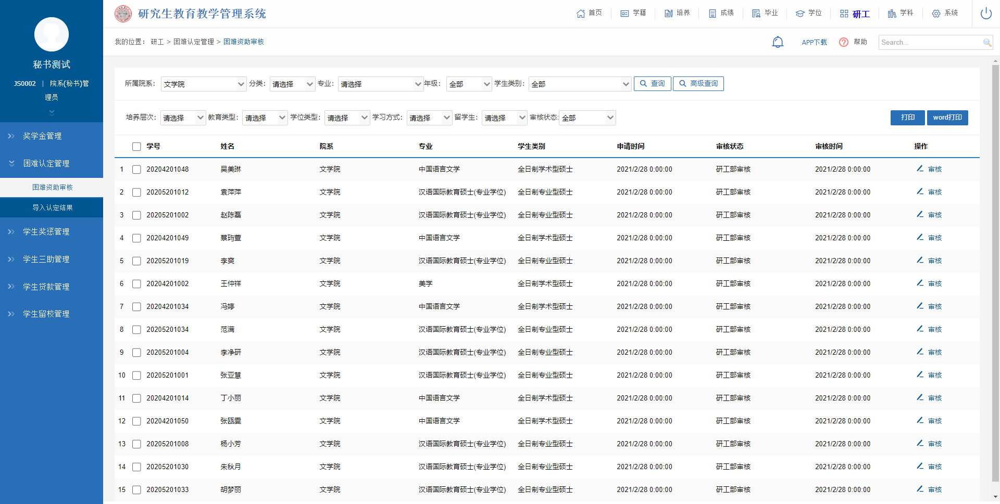 研究生教育教学管理系统
首页 学籍 培养 成绩 毕业 学位 研工 学科 系统
秘书测试
JS0002 | 院系(秘书)管
理员
我的位置： 研工 > 困难认定管理 > 困难资助审核
APP下载 帮助 Search...
奖学金管理
困难认定管理
困难资助审核
导入认定结果
学生奖惩管理
学生三助管理
学生贷款管理
学生留校管理
所属院系： 文学院 分类： 请选择 专业： 请选择 年级： 全部 学生类别： 全部 查询 高级查询
培养层次： 请选择 教育类型： 请选择 学位类型： 请选择 学习方式： 请选择 留学生： 请选择 审核状态: 全部 打印 word打印
学号 姓名 院系 专业 学生类别 申请时间 审核状态 审核时间 操作
1 20204201048 吴美琳 文学院 中国语言文学 全日制学术型硕士 2021/2/28 0:00:00 研工部审核 2021/2/28 0:00:00 审核
2 20205201012 袁萍萍 文学院 汉语国际教育硕士(专业学位) 全日制专业型硕士 2021/2/28 0:00:00 研工部审核 2021/2/28 0:00:00 审核
3 20205201002 赵陈磊 文学院 汉语国际教育硕士(专业学位) 全日制专业型硕士 2021/2/28 0:00:00 研工部审核 2021/2/28 0:00:00 审核
4 20204201049 蔡玙萱 文学院 中国语言文学 全日制学术型硕士 2021/2/28 0:00:00 研工部审核 2021/2/28 0:00:00 审核
5 20205201019 李爽 文学院 汉语国际教育硕士(专业学位) 全日制专业型硕士 2021/2/28 0:00:00 研工部审核 2021/2/28 0:00:00 审核
6 20204201002 王仲祥 文学院 美学 全日制学术型硕士 2021/2/28 0:00:00 研工部审核 2021/2/28 0:00:00 审核
7 20204201034 冯婷 文学院 中国语言文学 全日制学术型硕士 2021/2/28 0:00:00 研工部审核 2021/2/28 0:00:00 审核
8 20205201034 范满 文学院 汉语国际教育硕士(专业学位) 全日制专业型硕士 2021/2/28 0:00:00 研工部审核 2021/2/28 0:00:00 审核
9 20205201004 李净研 文学院 汉语国际教育硕士(专业学位) 全日制专业型硕士 2021/2/28 0:00:00 研工部审核 2021/2/28 0:00:00 审核
10 20205201001 张亚慧 文学院 汉语国际教育硕士(专业学位) 全日制专业型硕士 2021/2/28 0:00:00 研工部审核 2021/2/28 0:00:00 审核
11 20204201014 丁小丽 文学院 中国语言文学 全日制学术型硕士 2021/2/28 0:00:00 研工部审核 2021/2/28 0:00:00 审核
12 20204201050 张瓯雯 文学院 中国语言文学 全日制学术型硕士 2021/2/28 0:00:00 研工部审核 2021/2/28 0:00:00 审核
13 20205201008 杨小芳 文学院 汉语国际教育硕士(专业学位) 全日制专业型硕士 2021/2/28 0:00:00 研工部审核 2021/2/28 0:00:00 审核
14 20205201030 朱秋月 文学院 汉语国际教育硕士(专业学位) 全日制专业型硕士 2021/2/28 0:00:00 研工部审核 2021/2/28 0:00:00 审核
15 20205201033 胡梦丽 文学院 汉语国际教育硕士(专业学位) 全日制专业型硕士 2021/2/28 0:00:00 研工部审核 2021/2/28 0:00:00 审核